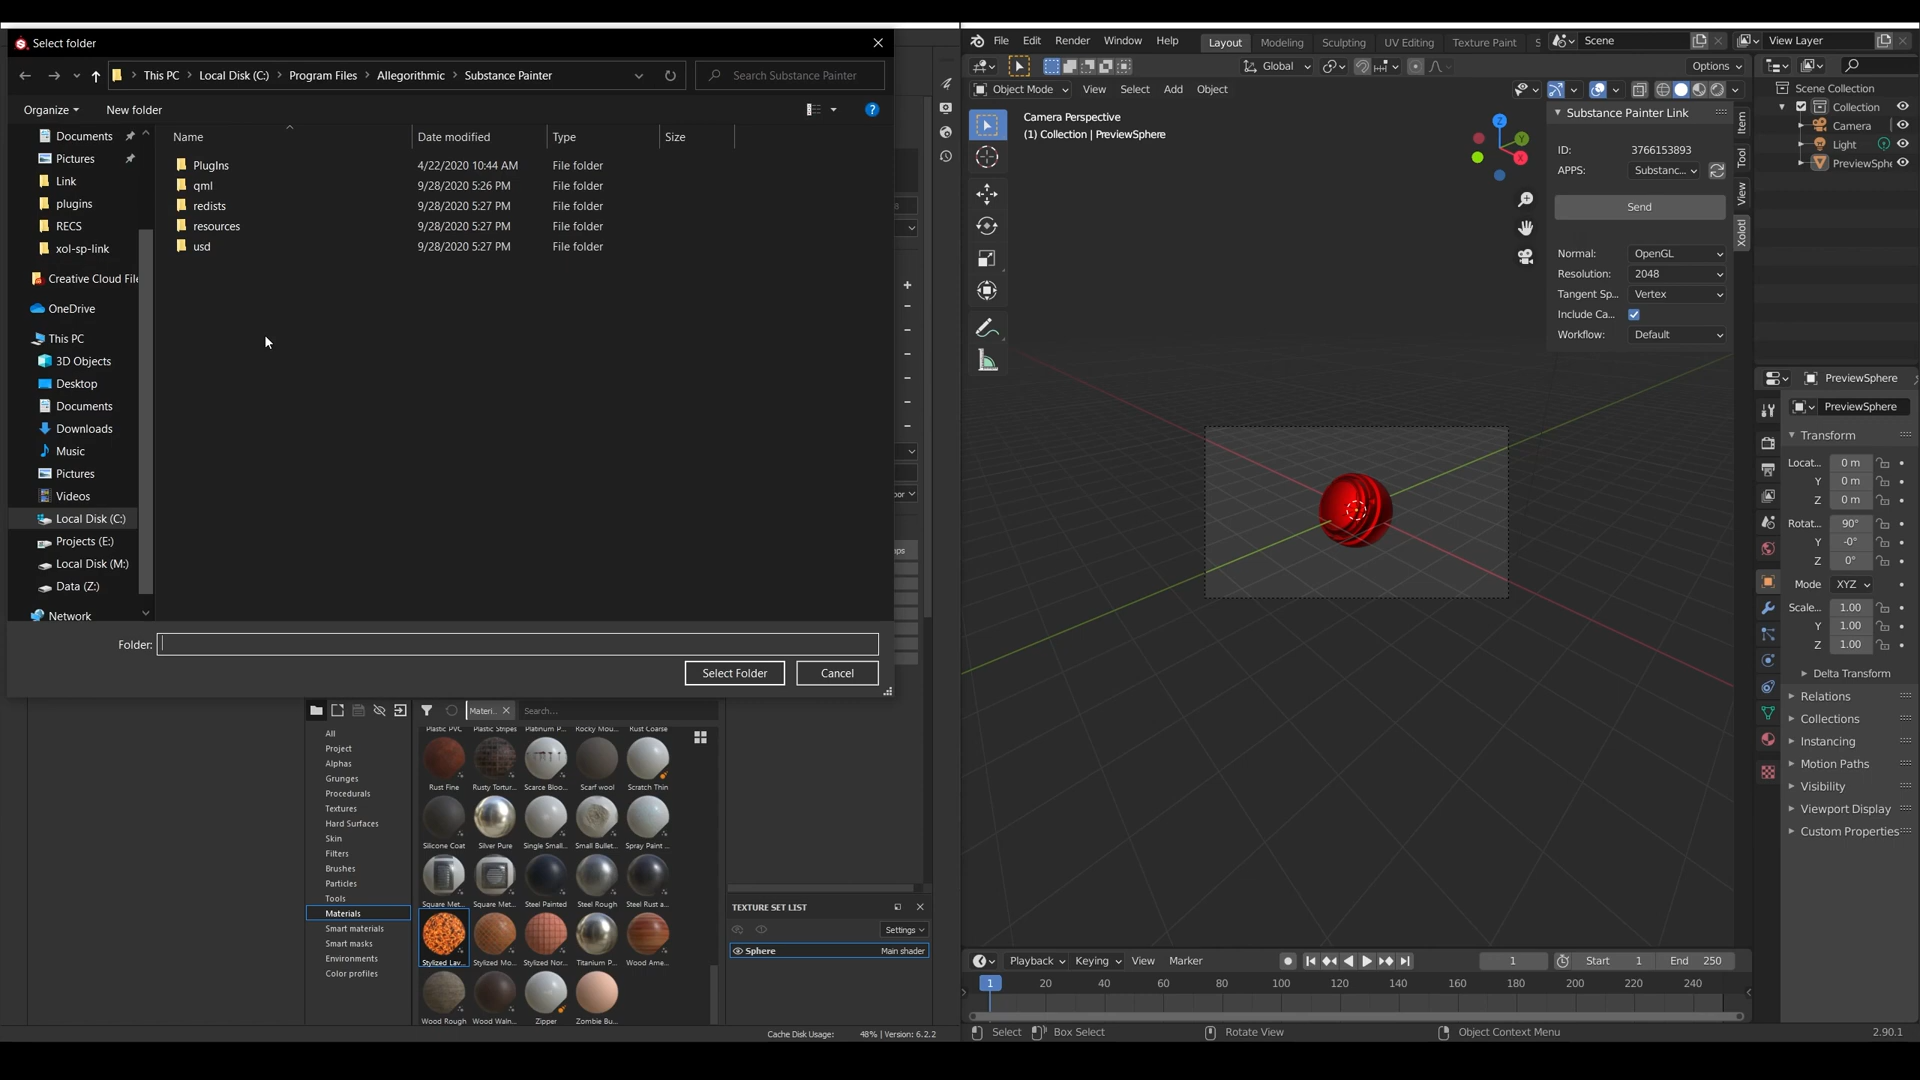 Select folder
This PC > Local Disk (C:) > Program Files > Allegorithmic > Substance Painter
Search Substance Painter
Organize
New folder
Name
Date modified
Type
Size
PlugIns 4/22/2020 10:44 AM File folder
qml 9/28/2020 5:26 PM File folder
redists 9/28/2020 5:27 PM File folder
resources 9/28/2020 5:27 PM File folder
usd 9/28/2020 5:27 PM File folder
Documents
Pictures
Link
plugins
RECS
xol-sp-link
Creative Cloud File
OneDrive
This PC
3D Objects
Desktop
Documents
Downloads
Music
Pictures
Videos
Local Disk (C:)
Projects (E:)
Local Disk (M:)
Data (Z:)
Network
Folder:
Select Folder
Cancel
Materi...
Search...
All
Project
Alphas
Grunges
Procedurals
Textures
Hard Surfaces
Skin
Filters
Brushes
Particles
Tools
Materials
Smart materials
Smart masks
Environments
Color profiles
Plastic PVC Plastic Stripes Platinum P... Rocky Mou... Rust Coarse
Rust Fine Rusty Tortur... Scarce Bloo... Scarf wool Scratch Thin
Silicone Coat Silver Pure Single Small... Small Bullet... Spray Paint ...
Square Met... Square Met... Steel Painted Steel Rough Steel Rust a...
Stylized Lav... Stylized Mo... Stylized Nor... Titanium P... Wood Ame...
Wood Rough Wood Waln... Zipper Zombie Bu...
TEXTURE SET LIST
Settings
Sphere
Main shader
Cache Disk Usage: 48% | Version: 6.2.2
File Edit Render Window Help
Layout Modeling Sculpting UV Editing Texture Paint S
Scene
View Layer
Global
Options
Object Mode View Select Add Object
Camera Perspective
(1) Collection | PreviewSphere
Z
Y
X
Substance Painter Link
ID: 3766153893
APPS: Substanc...
Send
Normal: OpenGL
Resolution: 2048
Tangent Sp... Vertex
Include Ca...
Workflow: Default
Item
Tool
View
Xolotl
Scene Collection
Collection
Camera
Light
PreviewSphe
PreviewSphere
PreviewSphere
Transform
Locat... 0 m
Y 0 m
Z 0 m
Rotat... 90°
Y -0°
Z 0°
Mode XYZ
Scale... 1.00
Y 1.00
Z 1.00
Delta Transform
Relations
Collections
Instancing
Motion Paths
Visibility
Viewport Display
Custom Properties
Playback Keying View Marker
1
Start 1
End 250
1 20 40 60 80 100 120 140 160 180 200 220 240
Select
Box Select
Rotate View
Object Context Menu
2.90.1